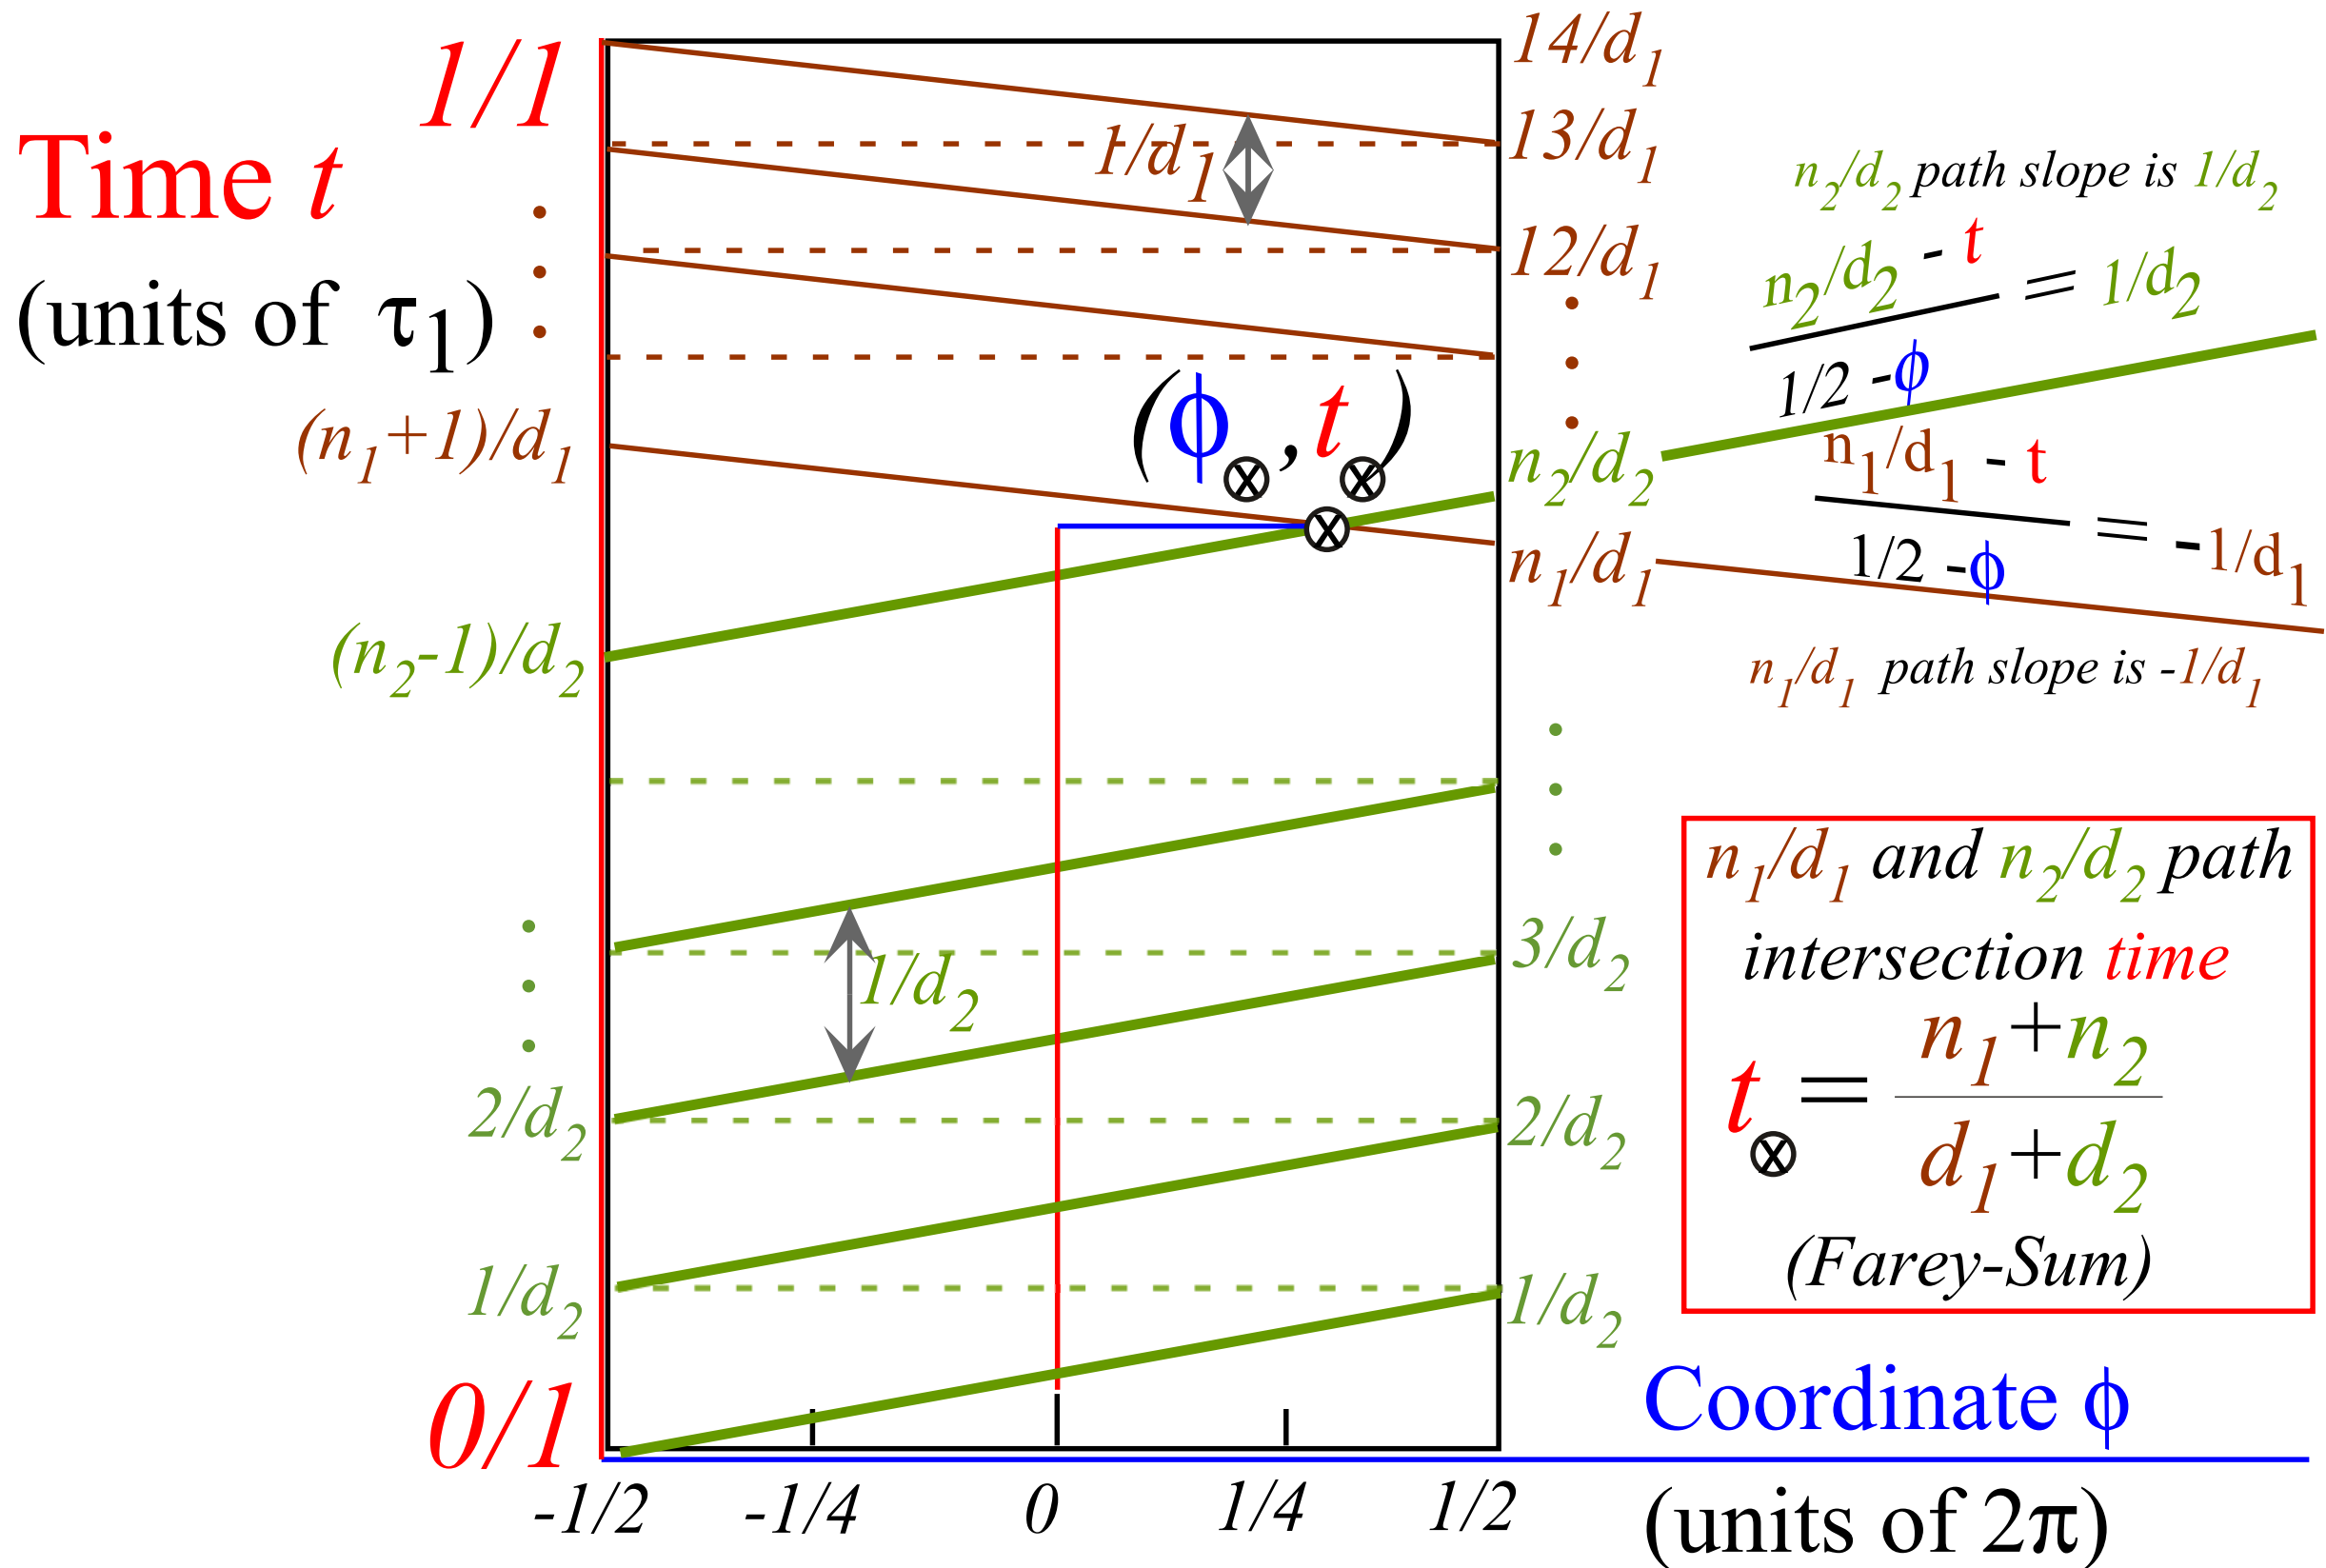 1/1
Time t
(units of τ1)
(n1+1)/d1
(n2-1)/d2
2/d2
1/d2
0/1
1/d1
(ϕ⊗,t⊗)
1/d2
14/d1
13/d1
12/d1
n2/d2
n1/d1
3/d2
2/d2
1/d2
n2/d2 path slope is 1/d2
n2/d2 - t
= 1/d2
1/2 -ϕ
n1/d1 - t
= -1/d1
1/2 -ϕ
n1/d1 path slope is -1/d1
n1/d1 and n2/d2 path
intersection time
t⊗ = n1+n2
d1+d2
(Farey-Sum)
Coordinate ϕ
(units of 2π)
-1/2 -1/4 0 1/4 1/2